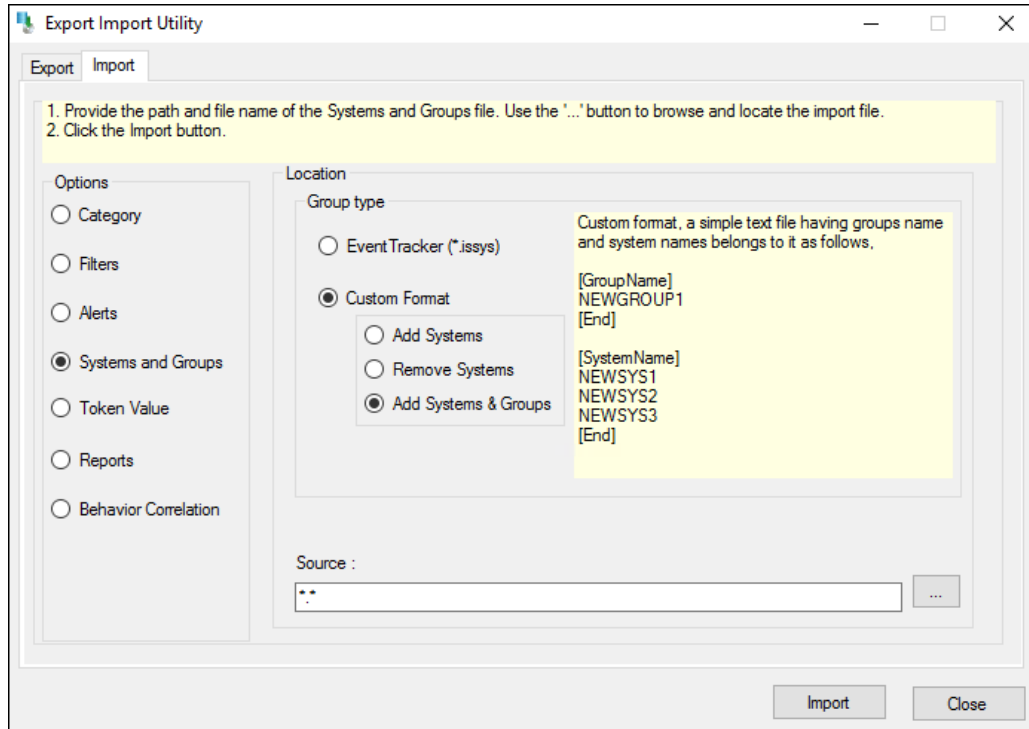 Export Import Utility
Export
Import
1. Provide the path and file name of the Systems and Groups file. Use the '...' button to browse and locate the import file.
2. Click the Import button.
Options
Category
Filters
Alerts
Systems and Groups
Token Value
Reports
Behavior Correlation
Location
Group type
EventTracker (*.issys)
Custom Format
Add Systems
Remove Systems
Add Systems & Groups
Custom format, a simple text file having groups name
and system names belongs to it as follows,
[GroupName]
NEWGROUP1
[End]
[SystemName]
NEWSYS1
NEWSYS2
NEWSYS3
[End]
Source :
*.*
...
Import
Close